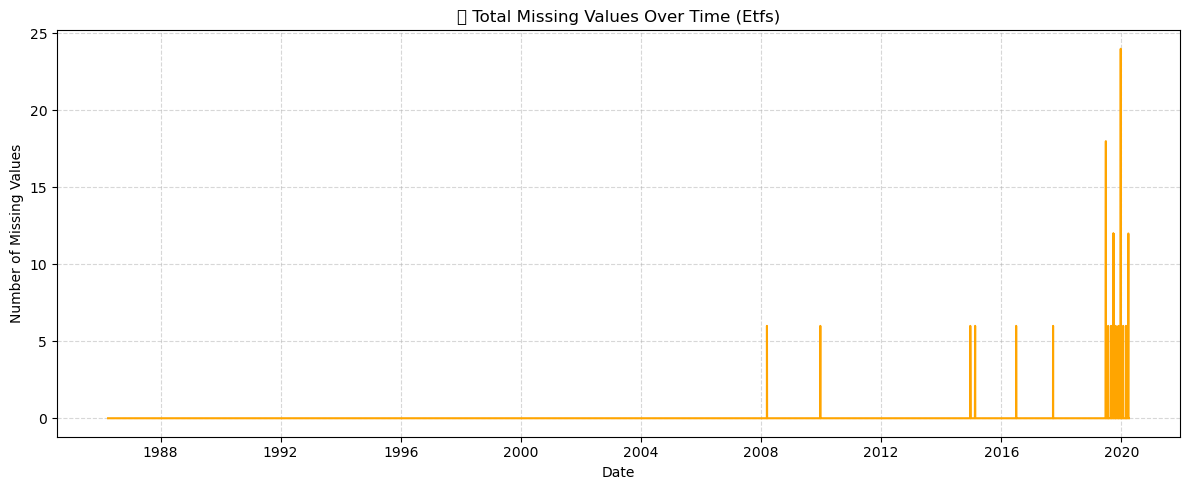 Total Missing Values Over Time (Etfs)
Number of Missing Values
25
20
15
10
5
0
1988 1992 1996 2000 2004 2008 2012 2016 2020
Date